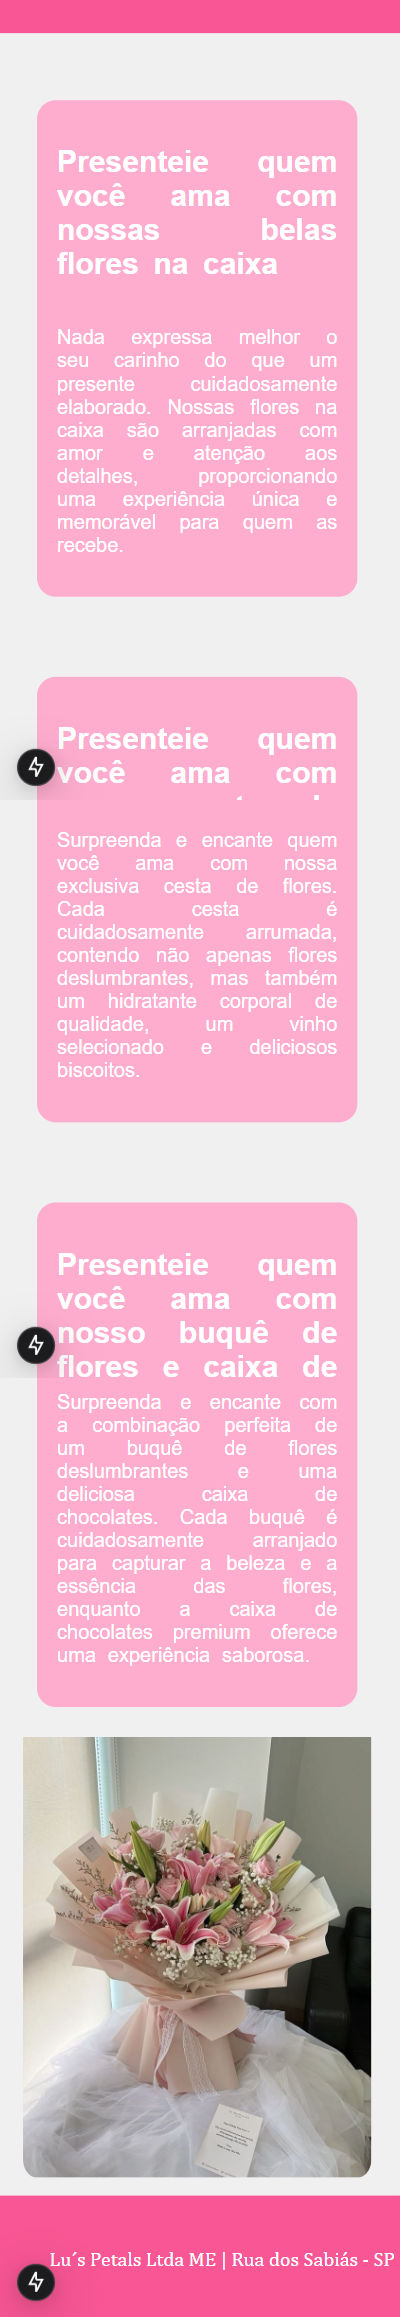 Presenteie quem
você ama com
nossas belas
flores na caixa
Nada expressa melhor o
seu carinho do que um
presente cuidadosamente
elaborado. Nossas flores na
caixa são arranjadas com
amor e atenção aos
detalhes, proporcionando
uma experiência única e
memorável para quem as
recebe.
Presenteie quem
você ama com
Surpreenda e encante quem
você ama com nossa
exclusiva cesta de flores.
Cada cesta é
cuidadosamente arrumada,
contendo não apenas flores
deslumbrantes, mas também
um hidratante corporal de
qualidade, um vinho
selecionado e deliciosos
biscoitos.
Presenteie quem
você ama com
nosso buquê de
flores e caixa de
Surpreenda e encante com
a combinação perfeita de
um buquê de flores
deslumbrantes e uma
deliciosa caixa de
chocolates. Cada buquê é
cuidadosamente arranjado
para capturar a beleza e a
essência das flores,
enquanto a caixa de
chocolates premium oferece
uma experiência saborosa.
Lu´s Petals Ltda ME | Rua dos Sabiás - SP